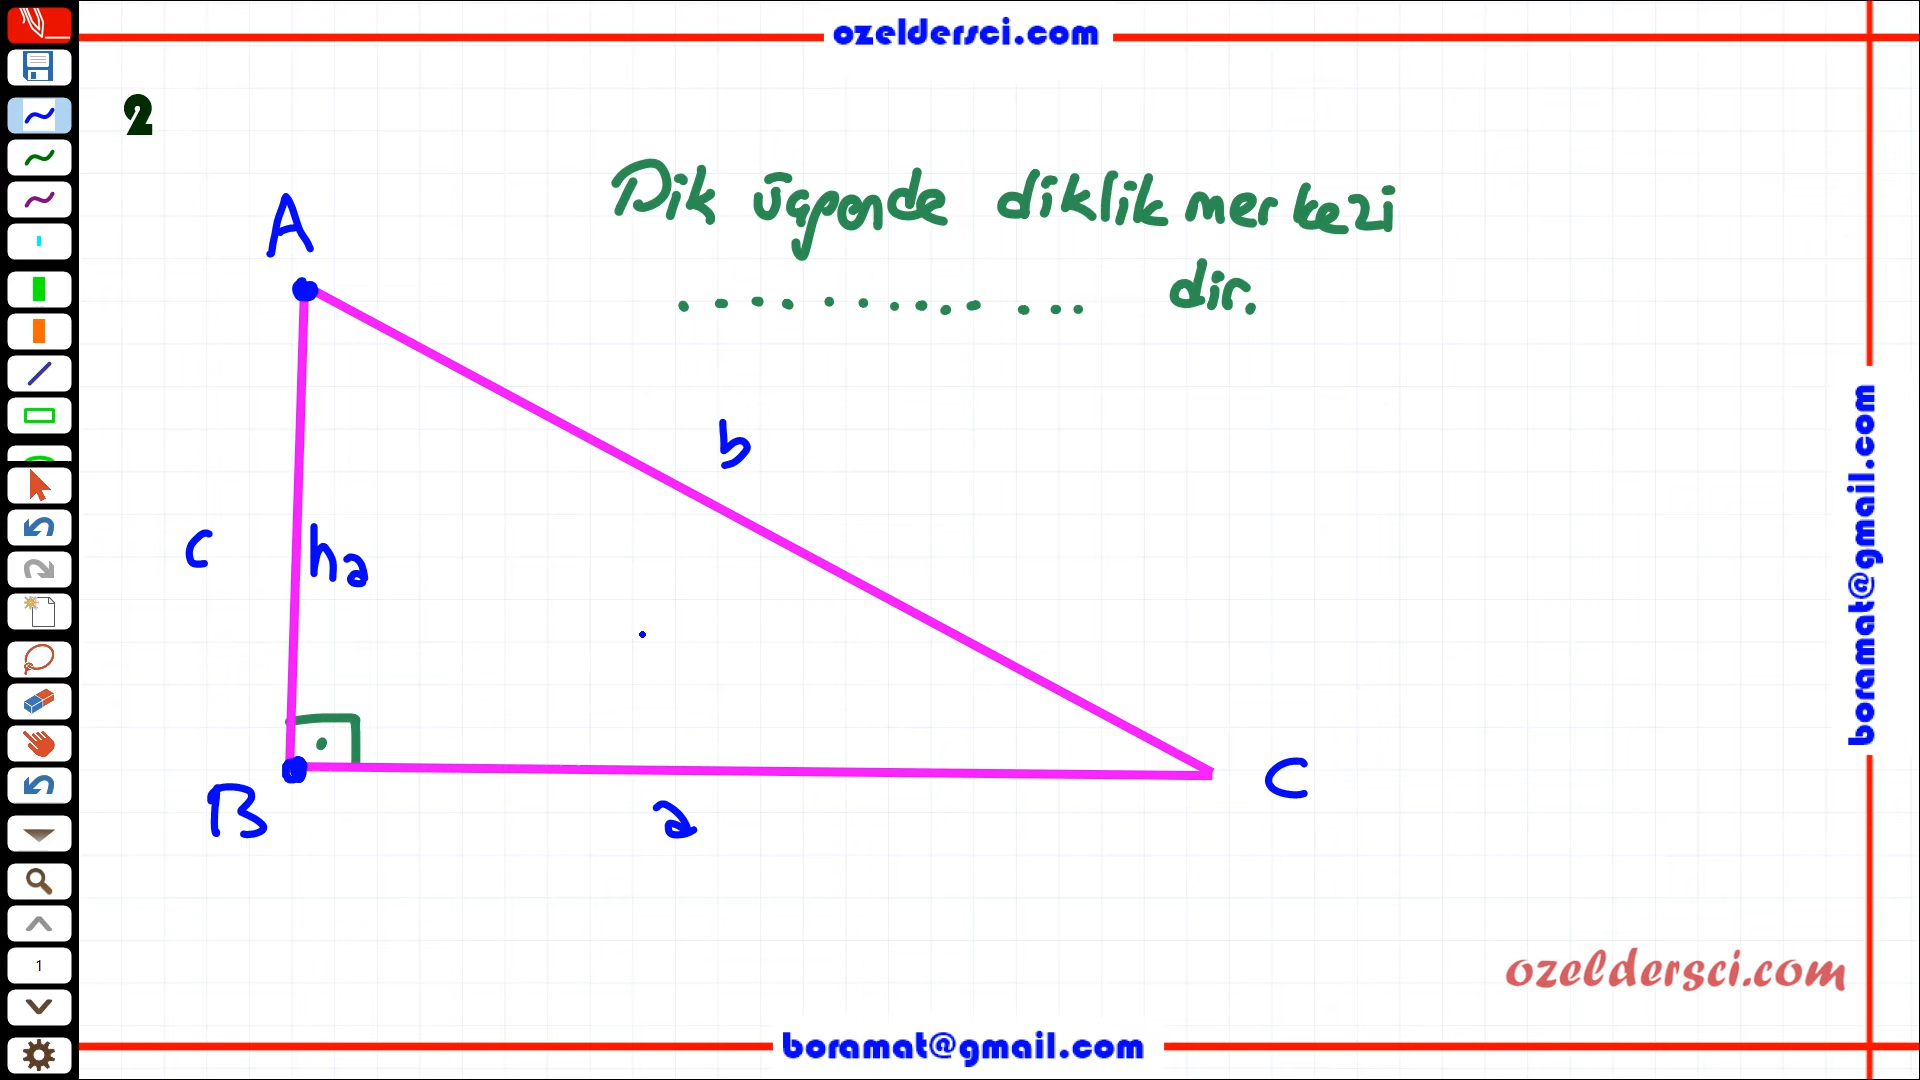 ozeldersci.com
2
Dik üçgende diklik merkezi
.............. dir.
A
b
c
ha
B
a
C
boramat@gmail.com
ozeldersci.com
boramat@gmail.com
1